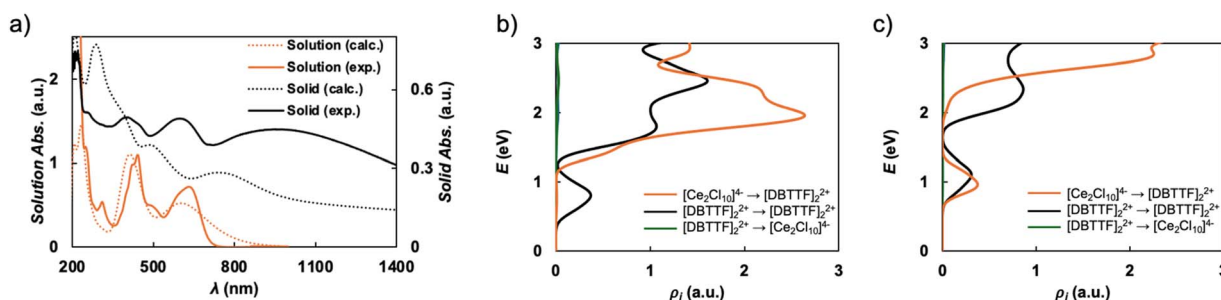 a)
Solution (calc.)
Solution (exp.)
Solid (calc.)
Solid (exp.)
Solution Abs. (a.u.)
2
1
0
Solid Abs. (a.u.)
0.6
0.3
0
200 500 800 1100 1400
λ (nm)
b)
E (eV)
3
2
1
0
[Ce₂Cl₁₀]⁴⁻ → [DBTTF]₂²⁺
[DBTTF]₂²⁺ → [DBTTF]₂²⁺
[DBTTF]₂²⁺ → [Ce₂Cl₁₀]⁴⁻
0 1 2 3
ρᵢ (a.u.)
c)
E (eV)
3
2
1
0
[Ce₂Cl₁₀]⁴⁻ → [DBTTF]₂²⁺
[DBTTF]₂²⁺ → [DBTTF]₂²⁺
[DBTTF]₂²⁺ → [Ce₂Cl₁₀]⁴⁻
0 1 2 3
ρᵢ (a.u.)